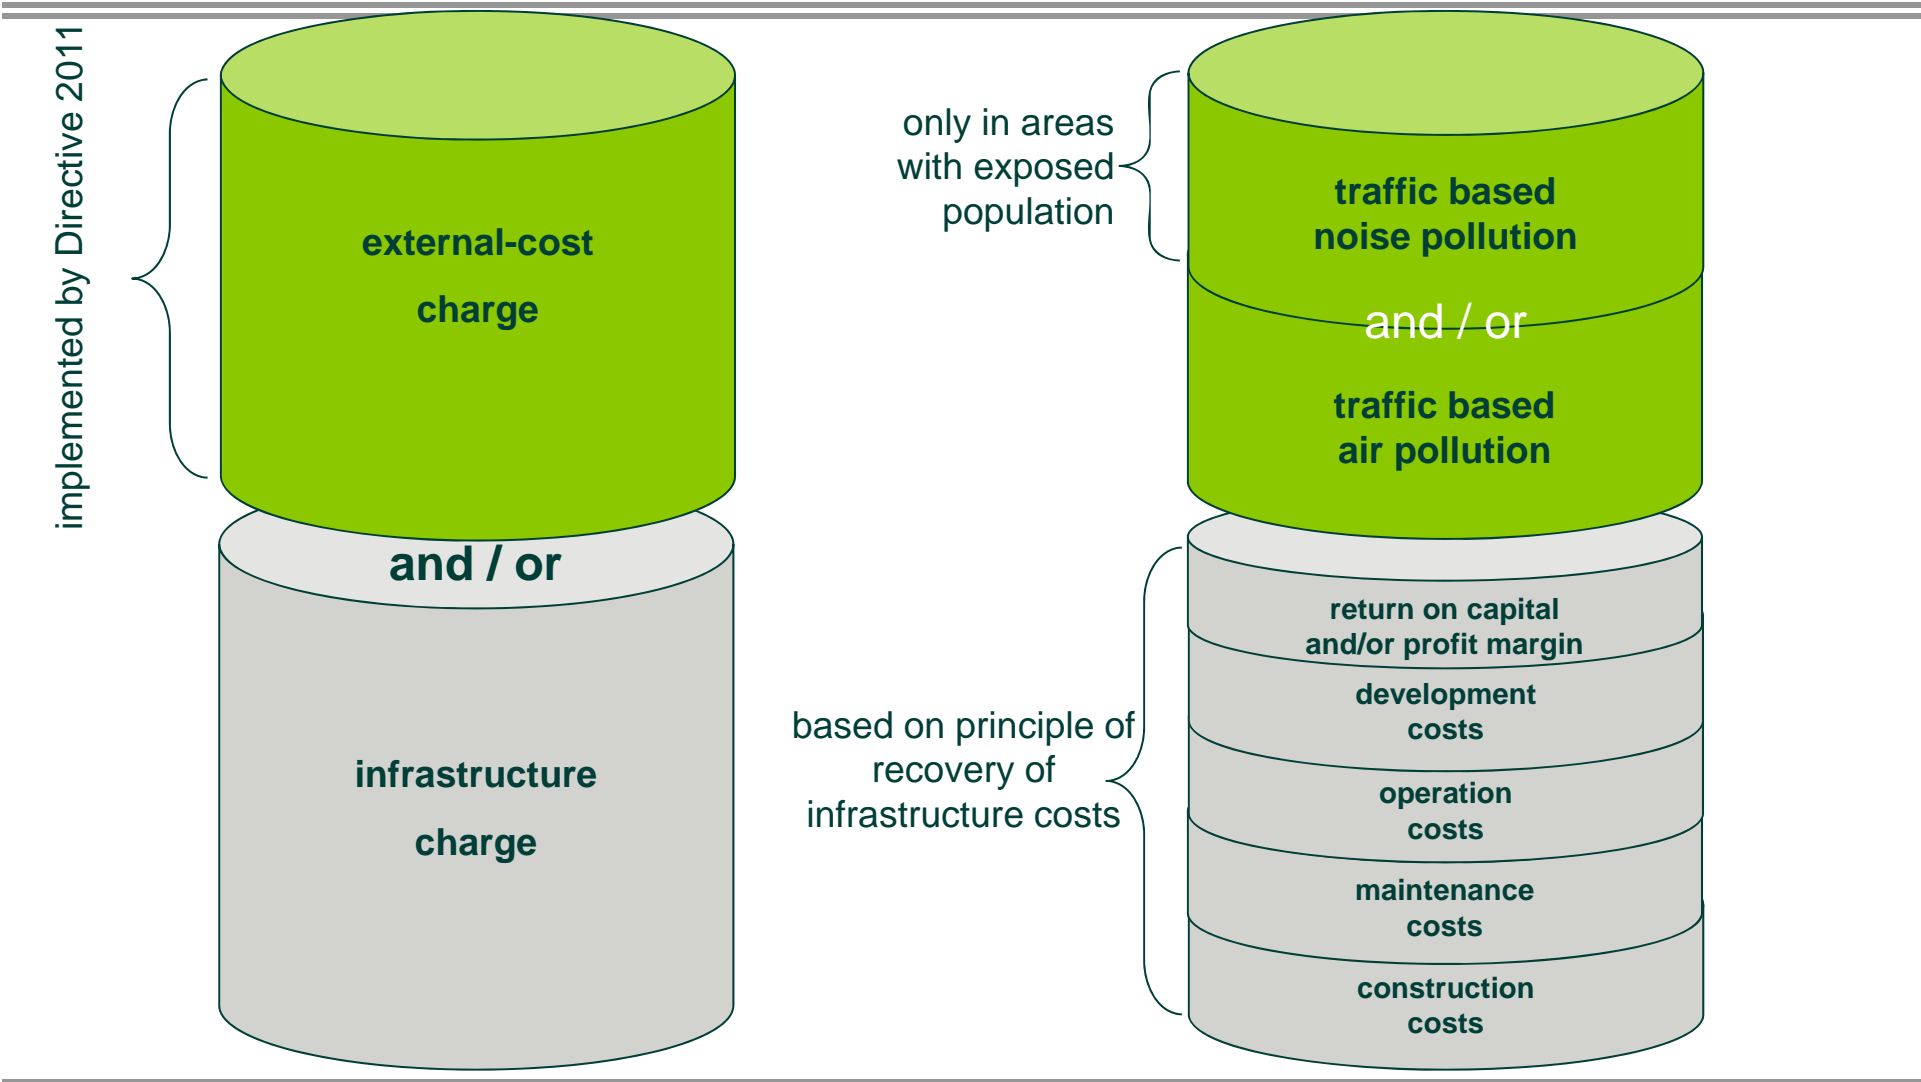 implemented by Directive 2011
external-cost
charge
and / or
infrastructure
charge
only in areas
with exposed
population
traffic based
noise pollution
and / or
traffic based
air pollution
based on principle of
recovery of
infrastructure costs
return on capital
and/or profit margin
development
costs
operation
costs
maintenance
costs
construction
costs